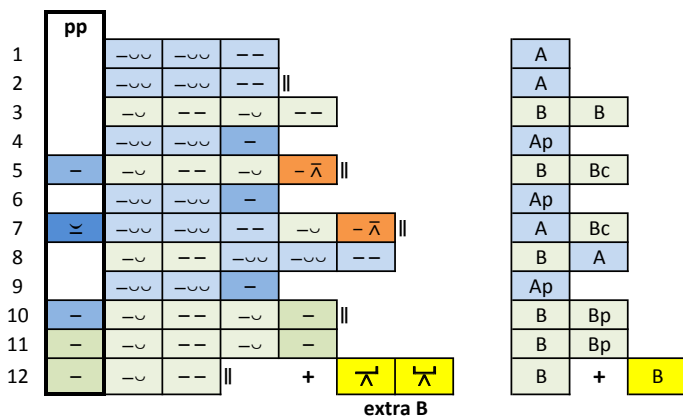 pp
1 –⏑⏑ –⏑⏑ – – A
2 –⏑⏑ –⏑⏑ – – ‖ A
3 –⏑ – – –⏑ – – B B
4 –⏑⏑ –⏑⏑ – Ap
5 – –⏑ – – –⏑ – ⊼ ‖ B Bc
6 –⏑⏑ –⏑⏑ – Ap
7 ⏓ –⏑⏑ –⏑⏑ – – –⏑ – ⊼ ‖ A Bc
8 –⏑ – – –⏑⏑ –⏑⏑ – – B A
9 –⏑⏑ –⏑⏑ – Ap
10 – –⏑ – – –⏑ – ‖ B Bp
11 – –⏑ – – –⏑ – B Bp
12 – –⏑ – – ‖ + B + B
extra B